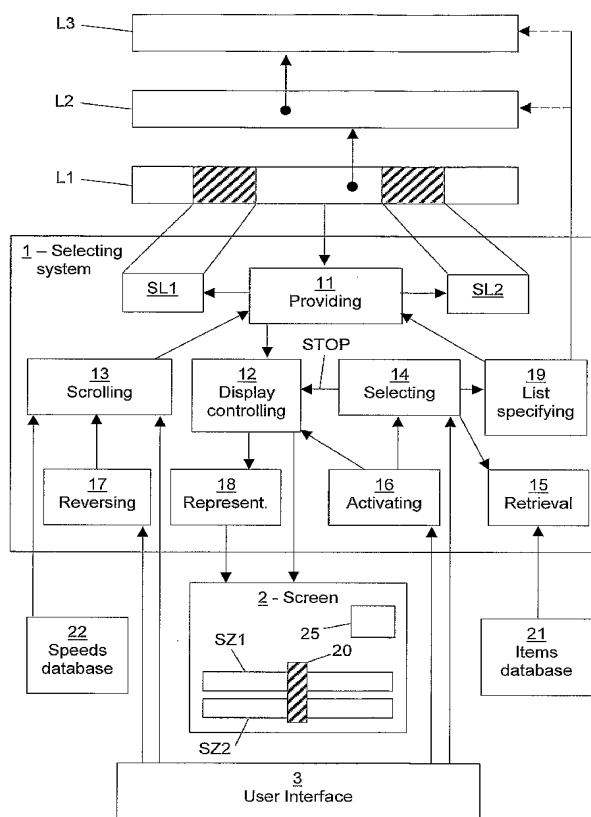 L3
L2
L1
1 – Selecting
system
SL1
11
Providing
SL2
STOP
13
Scrolling
12
Display
controlling
14
Selecting
19
List
specifying
17
Reversing
18
Represent.
16
Activating
15
Retrieval
2 - Screen
25
SZ1
20
SZ2
22
Speeds
database
21
Items
database
3
User Interface